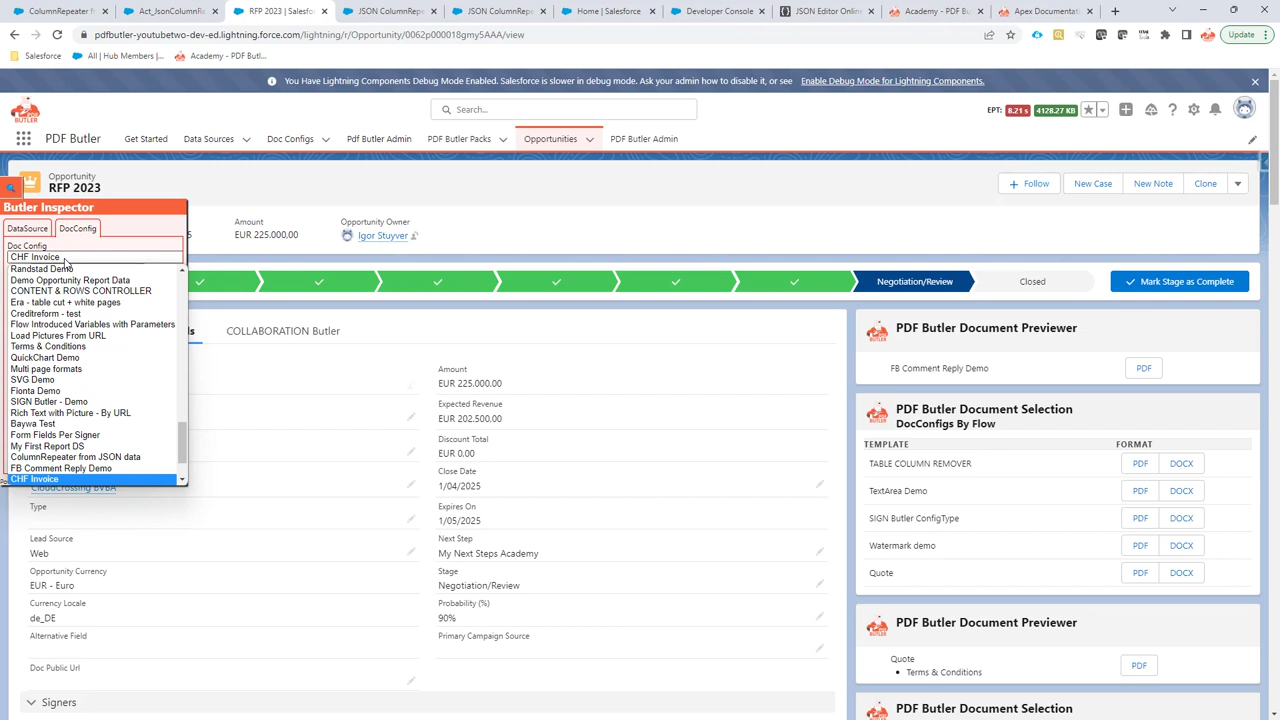 ColumnRepeater from
Act_JsonColumnRe
RFP 2023 | Salesfo
JSON ColumnRepe
JSON ColumnRepe
Home | Salesforce
Developer Console
JSON Editor Online
Academy - PDF Bu
Apex Documentat
pdfbutler-youtubetwo-dev-ed.lightning.force.com/lightning/r/Opportunity/0062p000018gmy5AAA/view
Update
Salesforce
All | Hub Members |...
Academy - PDF Butl...
You Have Lightning Components Debug Mode Enabled. Salesforce is slower in debug mode. Ask your admin how to disable it, or see Enable Debug Mode for Lightning Components.
PDF BUTLER
Search...
EPT: 8.21 s 4128.27 KB
PDF Butler
Get Started
Data Sources
Doc Configs
Pdf Butler Admin
PDF Butler Packs
Opportunities
PDF Butler Admin
Opportunity
RFP 2023
Follow
New Case
New Note
Clone
Butler Inspector
DataSource
DocConfig
Doc Config
CHF Invoice
Randstad Demo
Demo Opportunity Report Data
CONTENT & ROWS CONTROLLER
Era - table cut + white pages
Creditreform - test
Flow Introduced Variables with Parameters
Load Pictures From URL
Terms & Conditions
QuickChart Demo
Multi page formats
SVG Demo
Flonta Demo
SIGN Butler - Demo
Rich Text with Picture - By URL
Baywa Test
Form Fields Per Signer
My First Report DS
ColumnRepeater from JSON data
FB Comment Reply Demo
CHF Invoice
5
Amount
EUR 225.000,00
Opportunity Owner
Igor Stuyver
Negotiation/Review
Closed
Mark Stage as Complete
ls
COLLABORATION Butler
Amount
EUR 225.000,00
Expected Revenue
EUR 202.500,00
Discount Total
EUR 0.00
Close Date
1/04/2025
CloudCrossing BVBA
Type
Expires On
1/05/2025
Lead Source
Web
Next Step
My Next Steps Academy
Opportunity Currency
EUR - Euro
Stage
Negotiation/Review
Currency Locale
de_DE
Probability (%)
90%
Alternative Field
Primary Campaign Source
Doc Public Url
Signers
PDF Butler Document Previewer
FB Comment Reply Demo
PDF
PDF Butler Document Selection
DocConfigs By Flow
TEMPLATE
FORMAT
TABLE COLUMN REMOVER
PDF
DOCX
TextArea Demo
PDF
DOCX
SIGN Butler ConfigType
PDF
DOCX
Watermark demo
PDF
DOCX
Quote
PDF
DOCX
PDF Butler Document Previewer
Quote
• Terms & Conditions
PDF
PDF Butler Document Selection